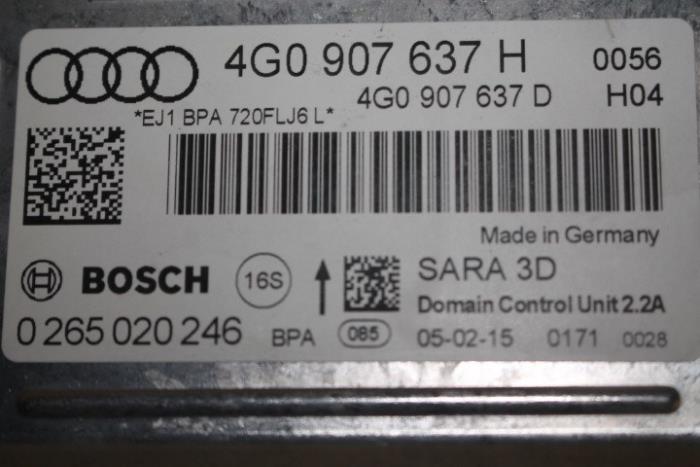 4G0 907 637 H 0056
4G0 907 637 D H04
*EJ1 BPA 720FLJ6 L*
Made in Germany
BOSCH 16S SARA 3D
Domain Control Unit 2.2A
0 265 020 246 BPA 085 05-02-15 0171 0028